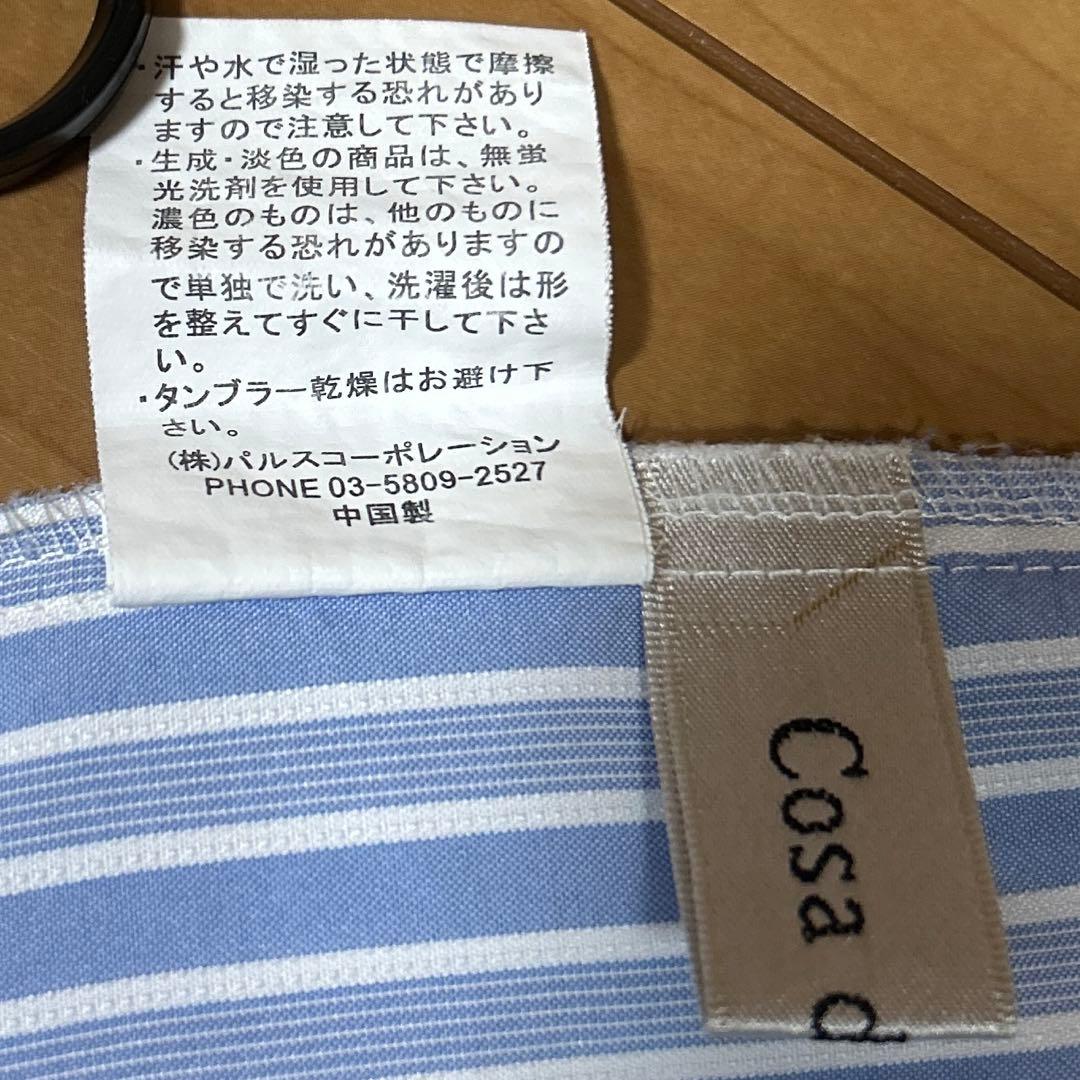 ・汗や水で湿った状態で摩擦
すると移染する恐れがあり
ますので注意して下さい。
・生成・淡色の商品は、無蛍
光洗剤を使用して下さい。
濃色のものは、他のものに
移染する恐れがありますの
で単独で洗い、洗濯後は形
を整えてすぐに干して下さ
い。
・タンブラー乾燥はお避け下
さい。
(株)パルスコーポレーション
PHONE 03-5809-2527
中国製
Cosa d